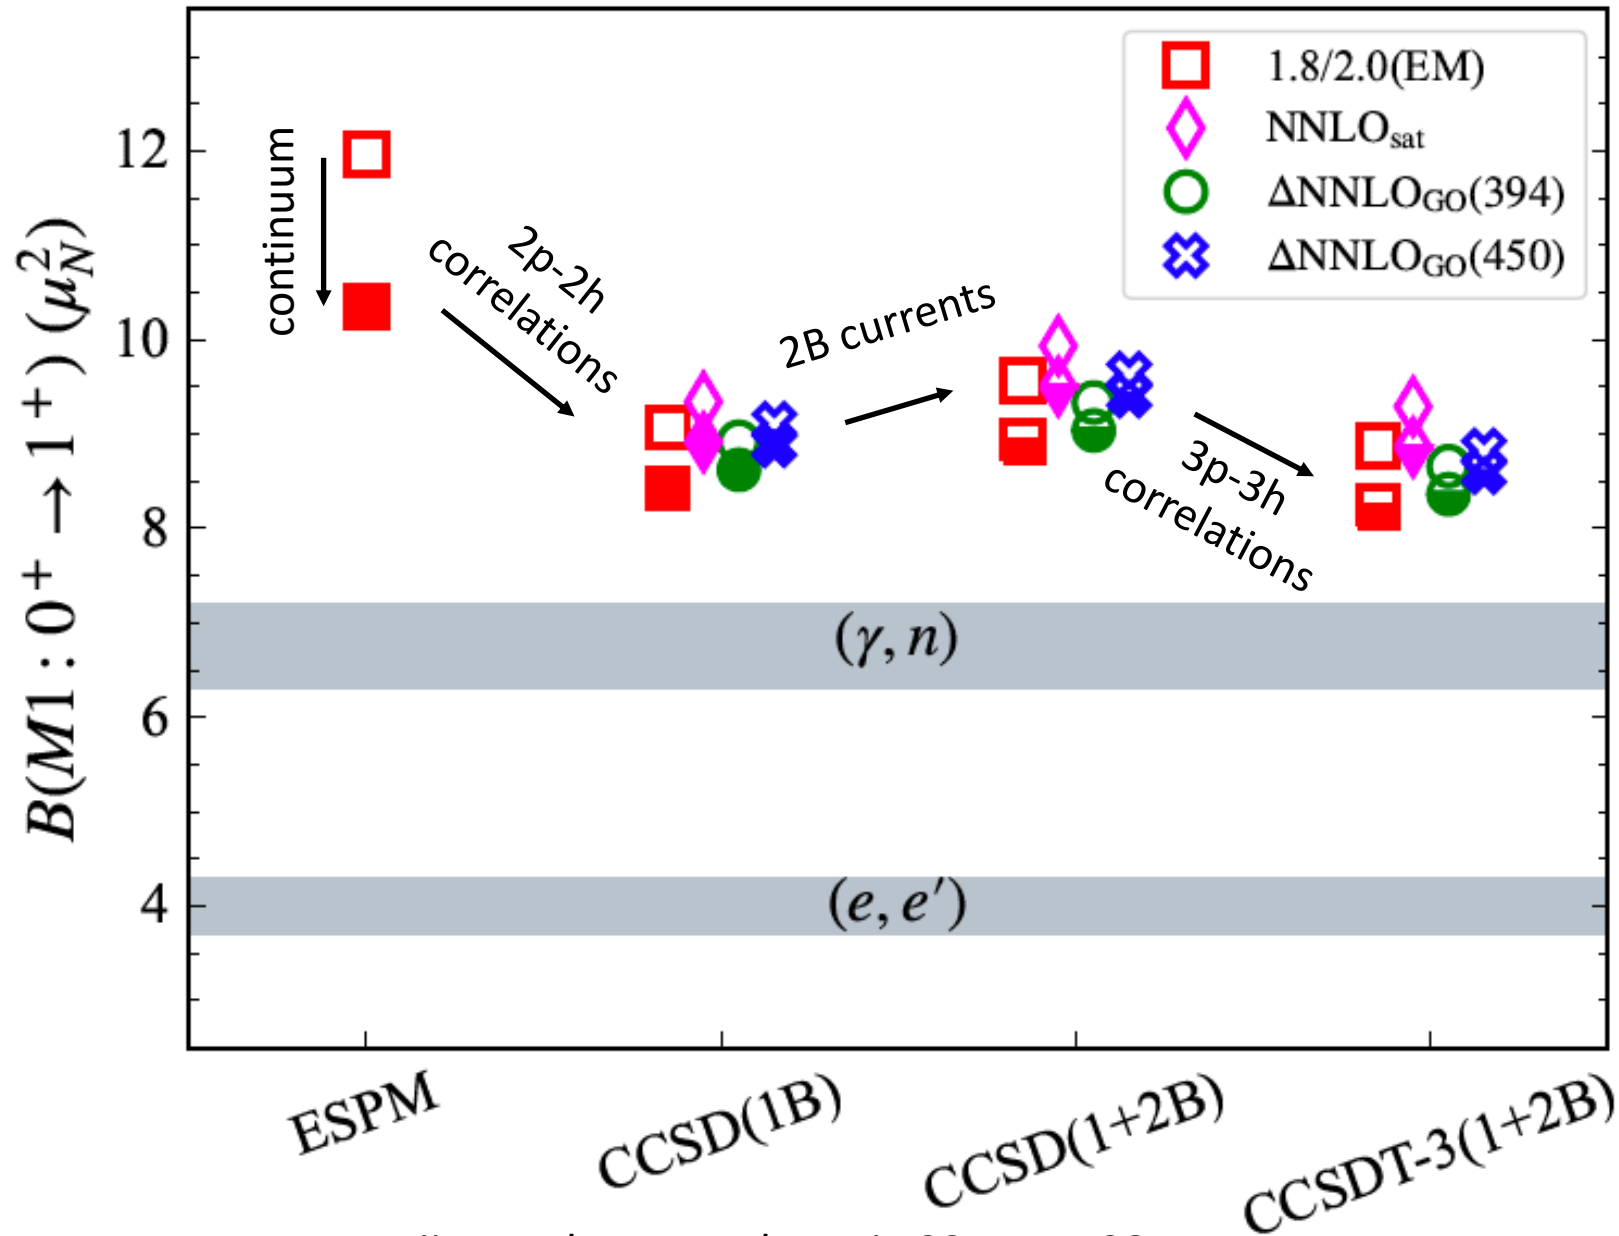 1.8/2.0(EM)
NNLOsat
ΔNNLOGO(394)
ΔNNLOGO(450)
12
10
8
6
4
B(M1 : 0⁺ → 1⁺) (μ²N)
continuum
2p-2h
correlations
2B currents
3p-3h
correlations
(γ, n)
(e, e′)
ESPM
CCSD(1B)
CCSD(1+2B)
CCSDT-3(1+2B)